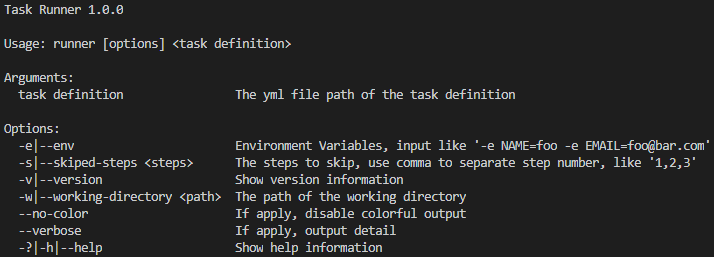 Task Runner 1.0.0
Usage: runner [options] <task definition>
Arguments:
task definition The yml file path of the task definition
Options:
-e|--env Environment Variables, input like '-e NAME=foo -e EMAIL=foo@bar.com'
-s|--skiped-steps <steps> The steps to skip, use comma to separate step number, like '1,2,3'
-v|--version Show version information
-w|--working-directory <path> The path of the working directory
--no-color If apply, disable colorful output
--verbose If apply, output detail
-?|-h|--help Show help information